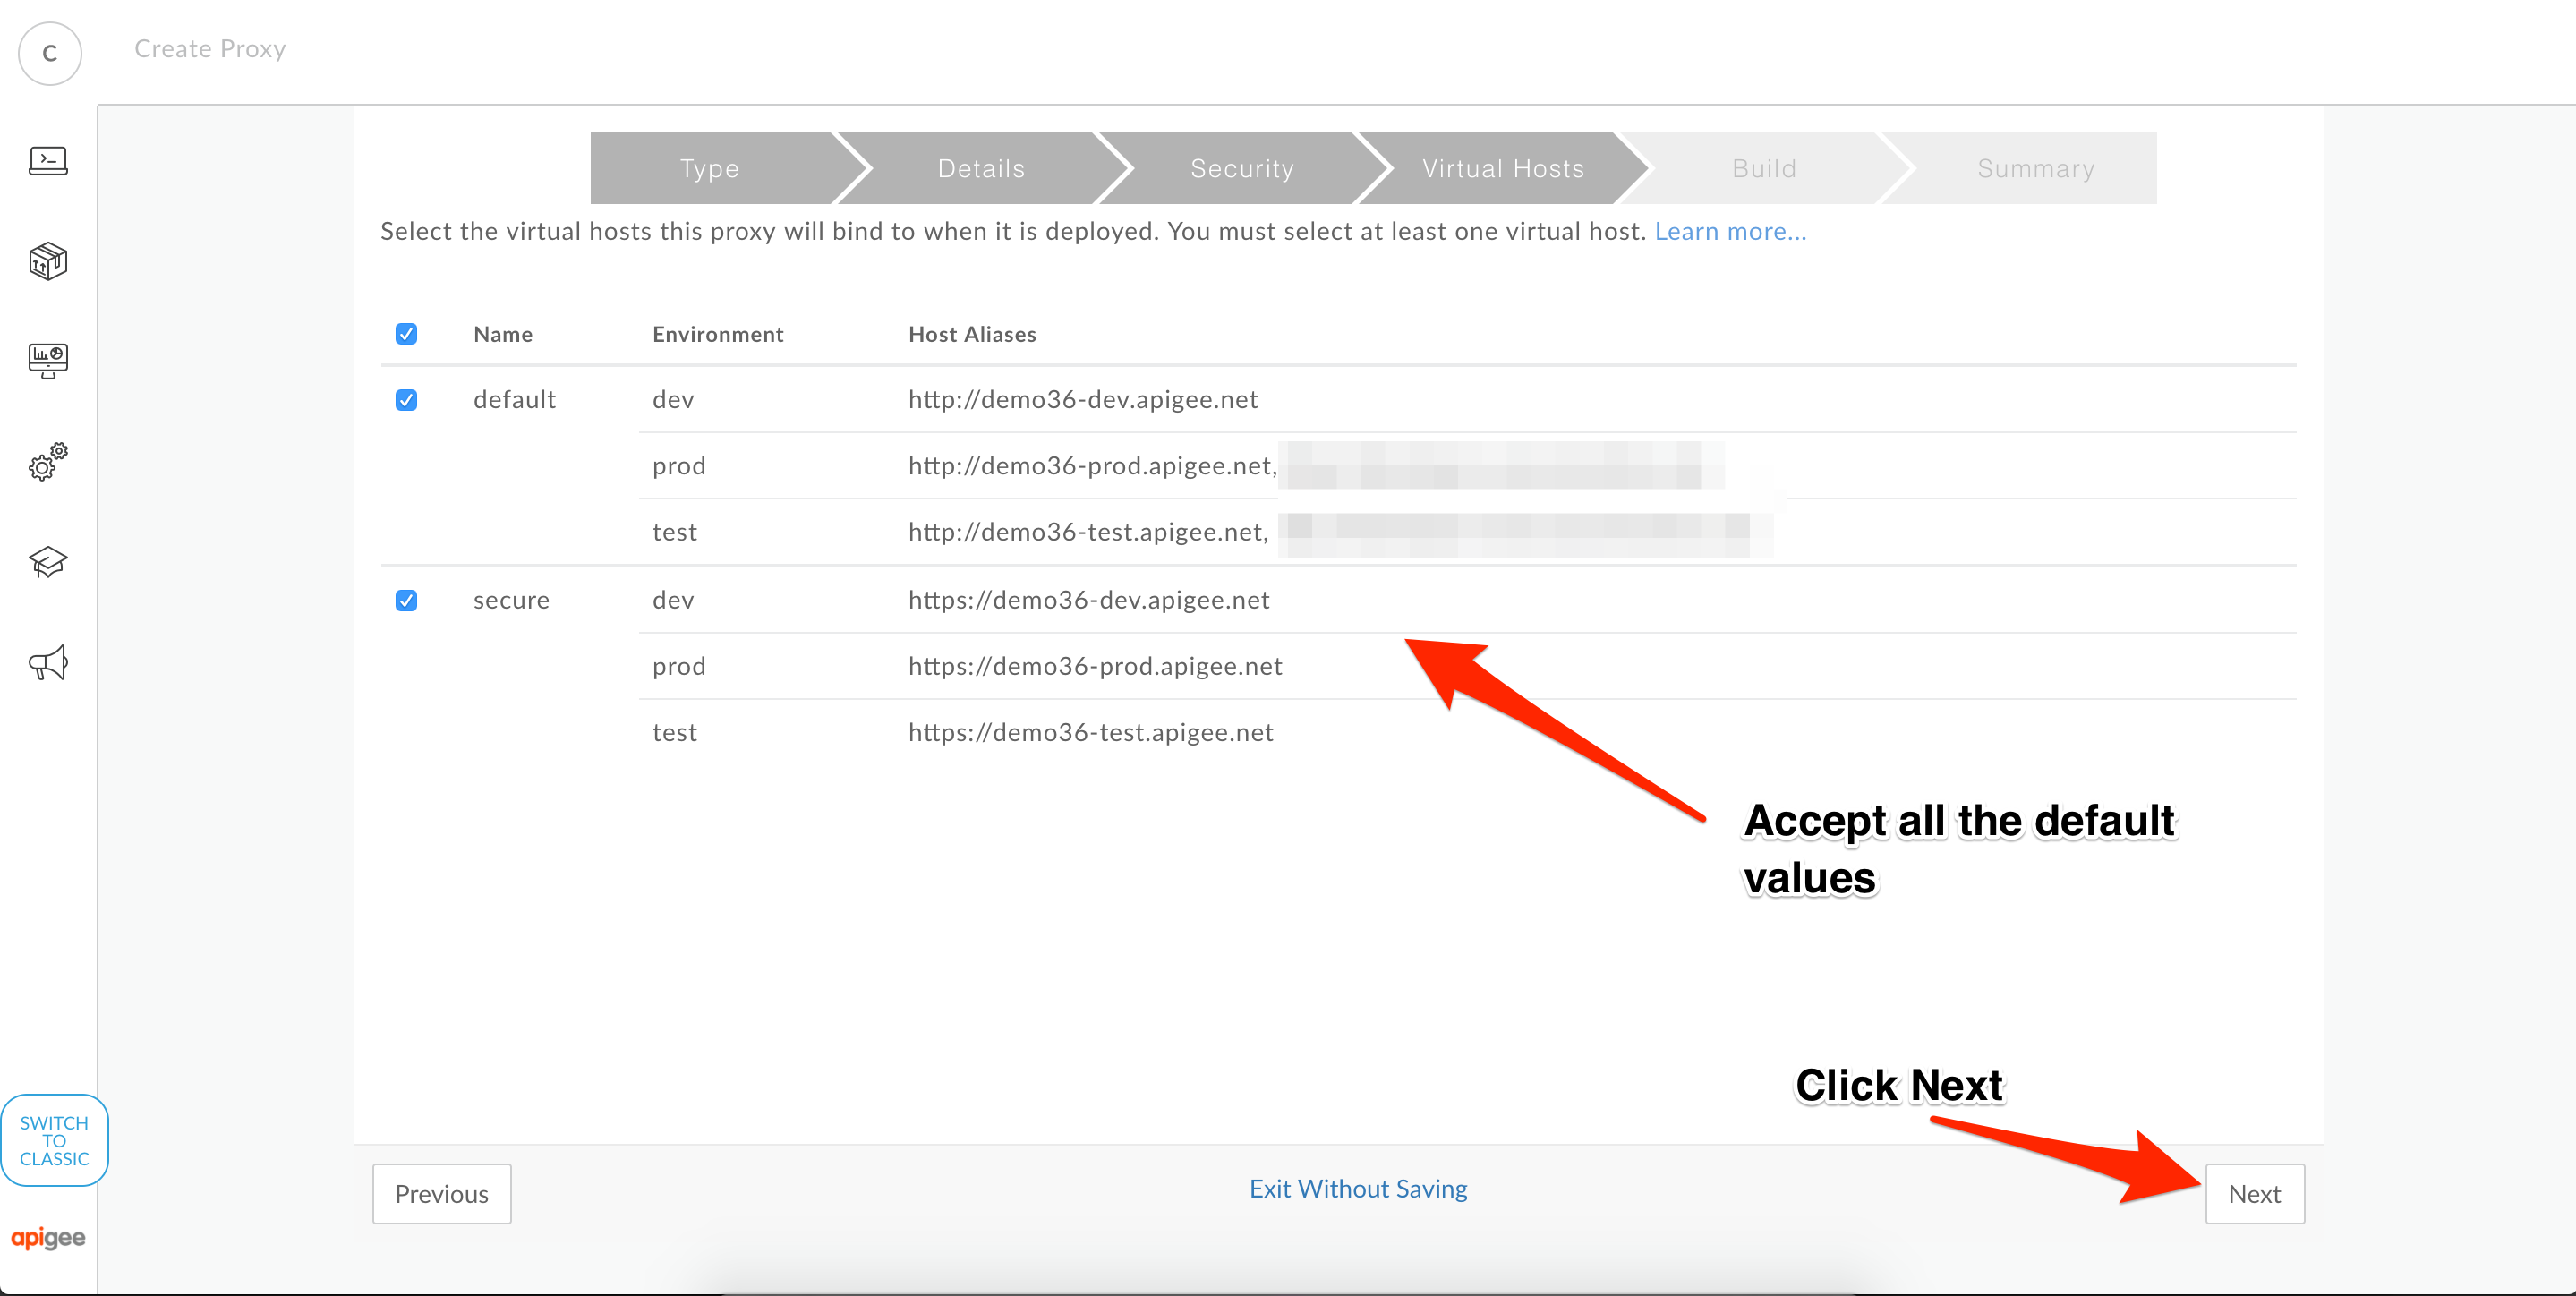 C
Create Proxy
Type Details Security Virtual Hosts Build Summary
Select the virtual hosts this proxy will bind to when it is deployed. You must select at least one virtual host. Learn more...
Name Environment Host Aliases
default dev http://demo36-dev.apigee.net
prod http://demo36-prod.apigee.net,
test http://demo36-test.apigee.net,
secure dev https://demo36-dev.apigee.net
prod https://demo36-prod.apigee.net
test https://demo36-test.apigee.net
Accept all the default
values
Click Next
SWITCH
TO
CLASSIC
Previous Exit Without Saving Next
apigee